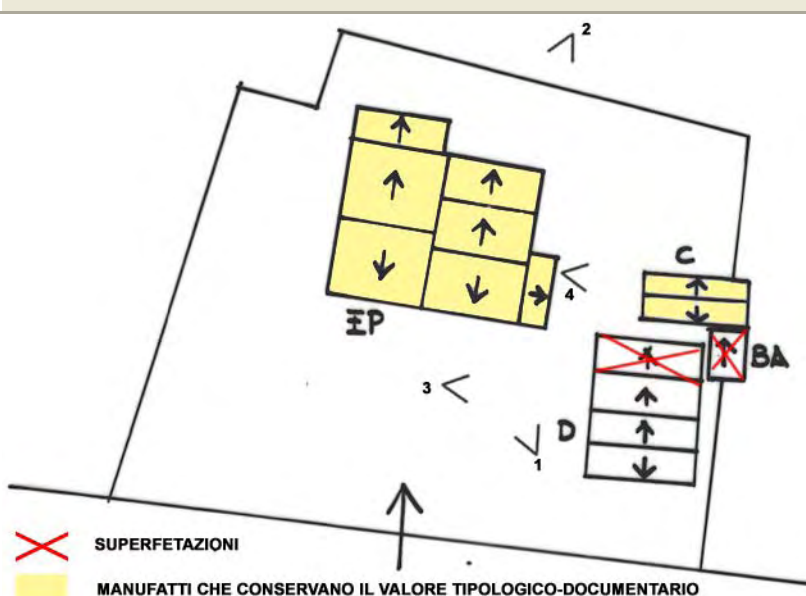 2
C
4
EP
BA
3
D
1
SUPERFETAZIONI
MANUFATTI CHE CONSERVANO IL VALORE TIPOLOGICO-DOCUMENTARIO